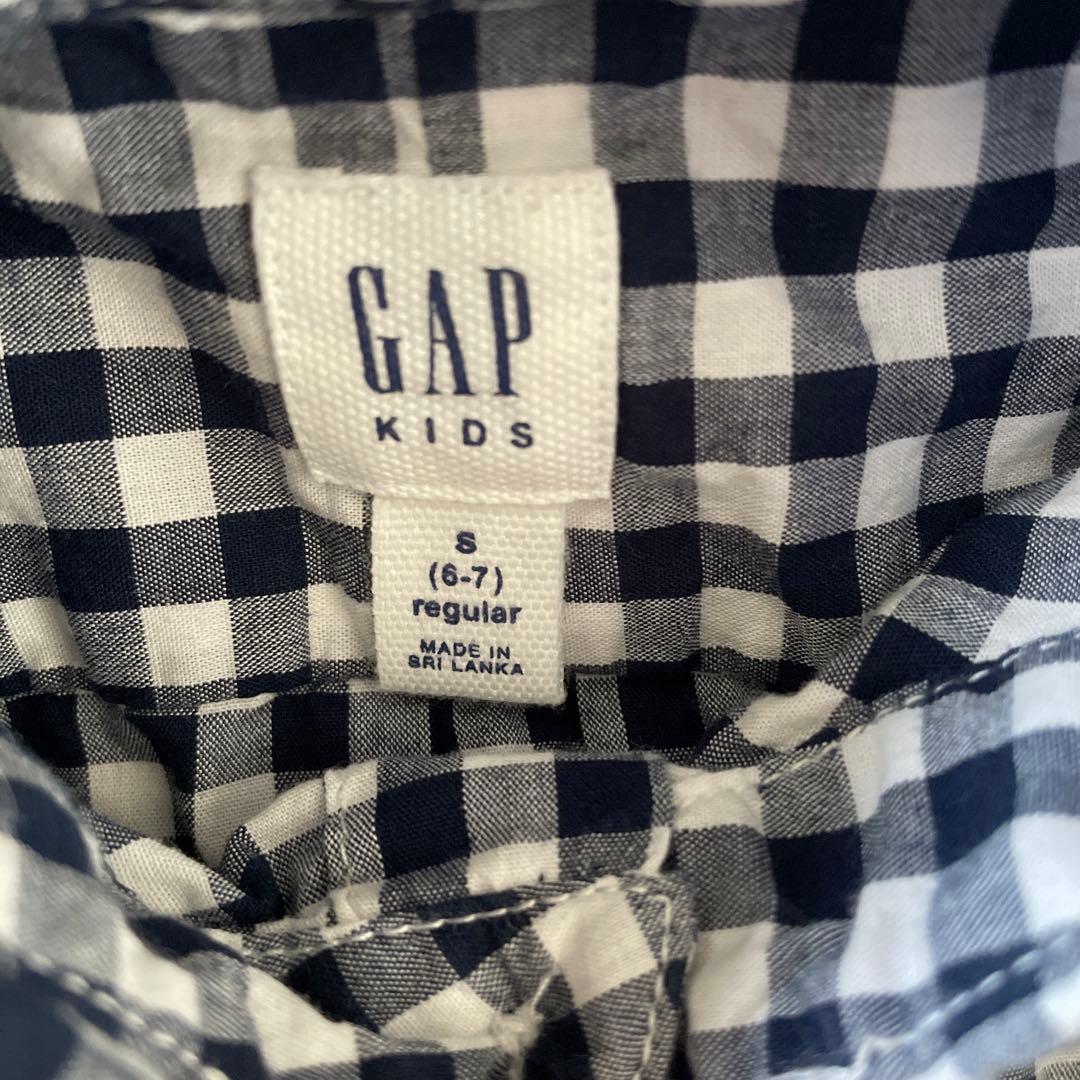 GAP
KIDS
S
(6-7)
regular
MADE IN
SRI LANKA